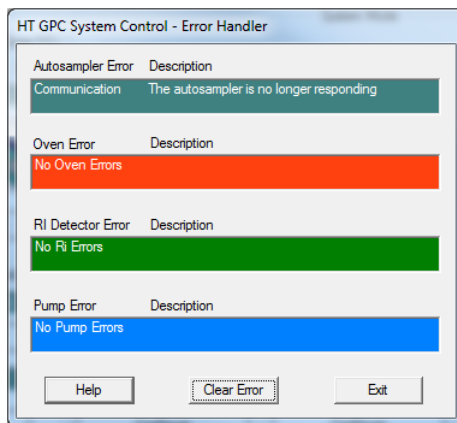 HT GPC System Control - Error Handler
Autosampler Error Description
Communication The autosampler is no longer responding
Oven Error Description
No Oven Errors
RI Detector Error Description
No Ri Errors
Pump Error Description
No Pump Errors
Help Clear Error Exit